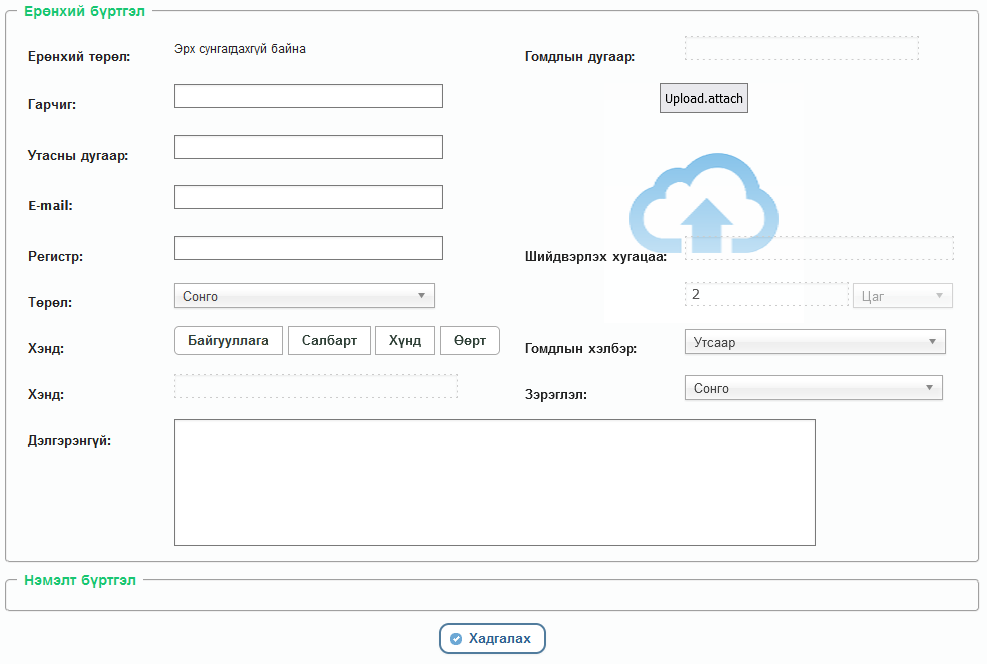 Ерөнхий бүртгэл
Ерөнхий төрөл: Эрх сунгагдахгүй байна Гомдлын дугаар:
Гарчиг: Upload.attach
Утасны дугаар:
E-mail:
Регистр: Шийдвэрлэх хугацаа:
Төрөл: Сонго 2 Цаг
Хэнд: Байгууллага Салбарт Хүнд Өөрт Гомдлын хэлбэр: Утсаар
Хэнд: Зэрэглэл: Сонго
Дэлгэрэнгүй:
Нэмэлт бүртгэл
Хадгалах